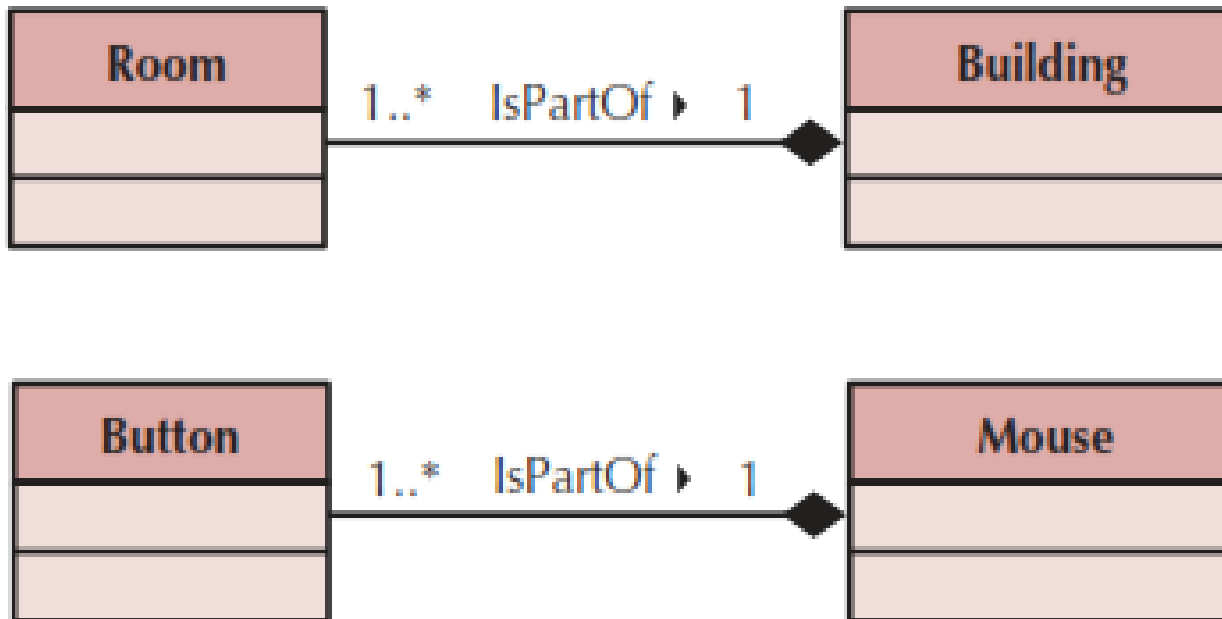 Room
Building
1..* IsPartOf ▶ 1
Button
Mouse
1..* IsPartOf ▶ 1